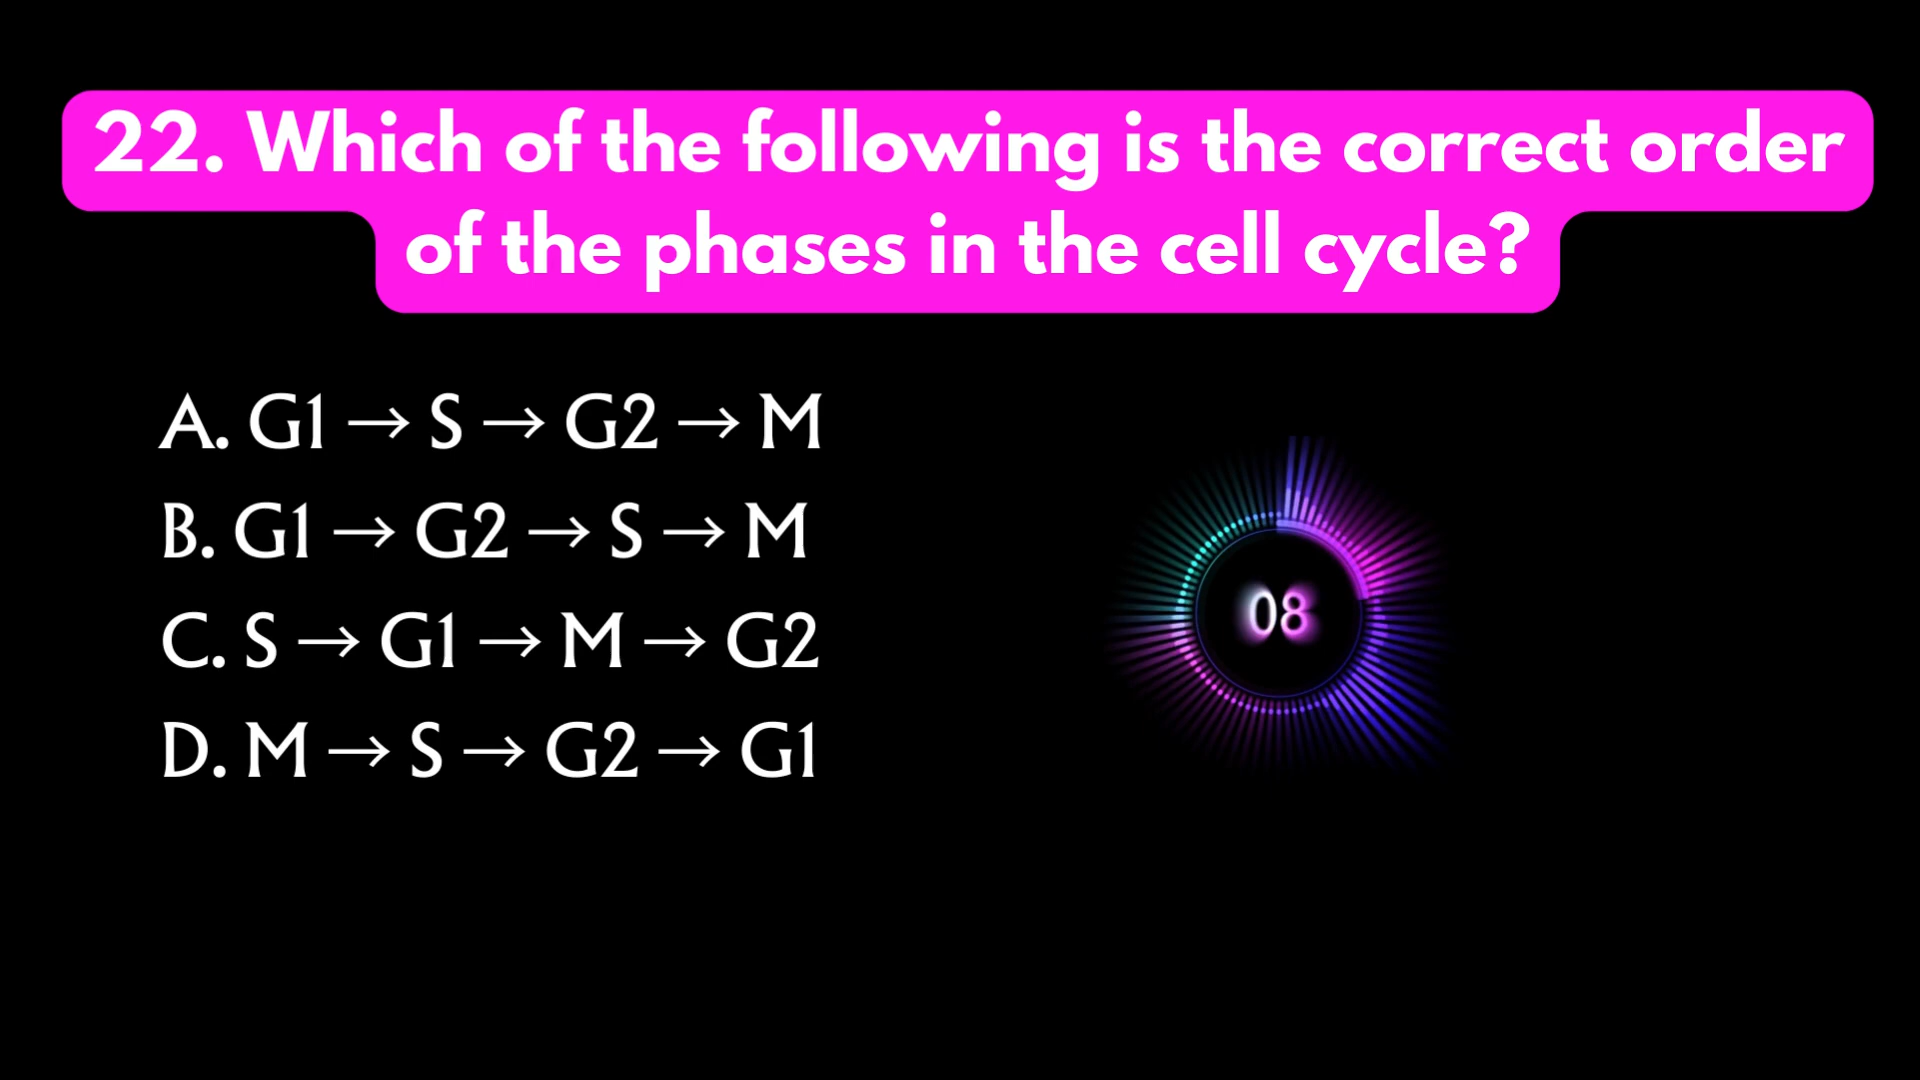 22. Which of the following is the correct order
of the phases in the cell cycle?
A. G1 → S → G2 → M
B. G1 → G2 → S → M
C. S → G1 → M → G2
D. M → S → G2 → G1
08